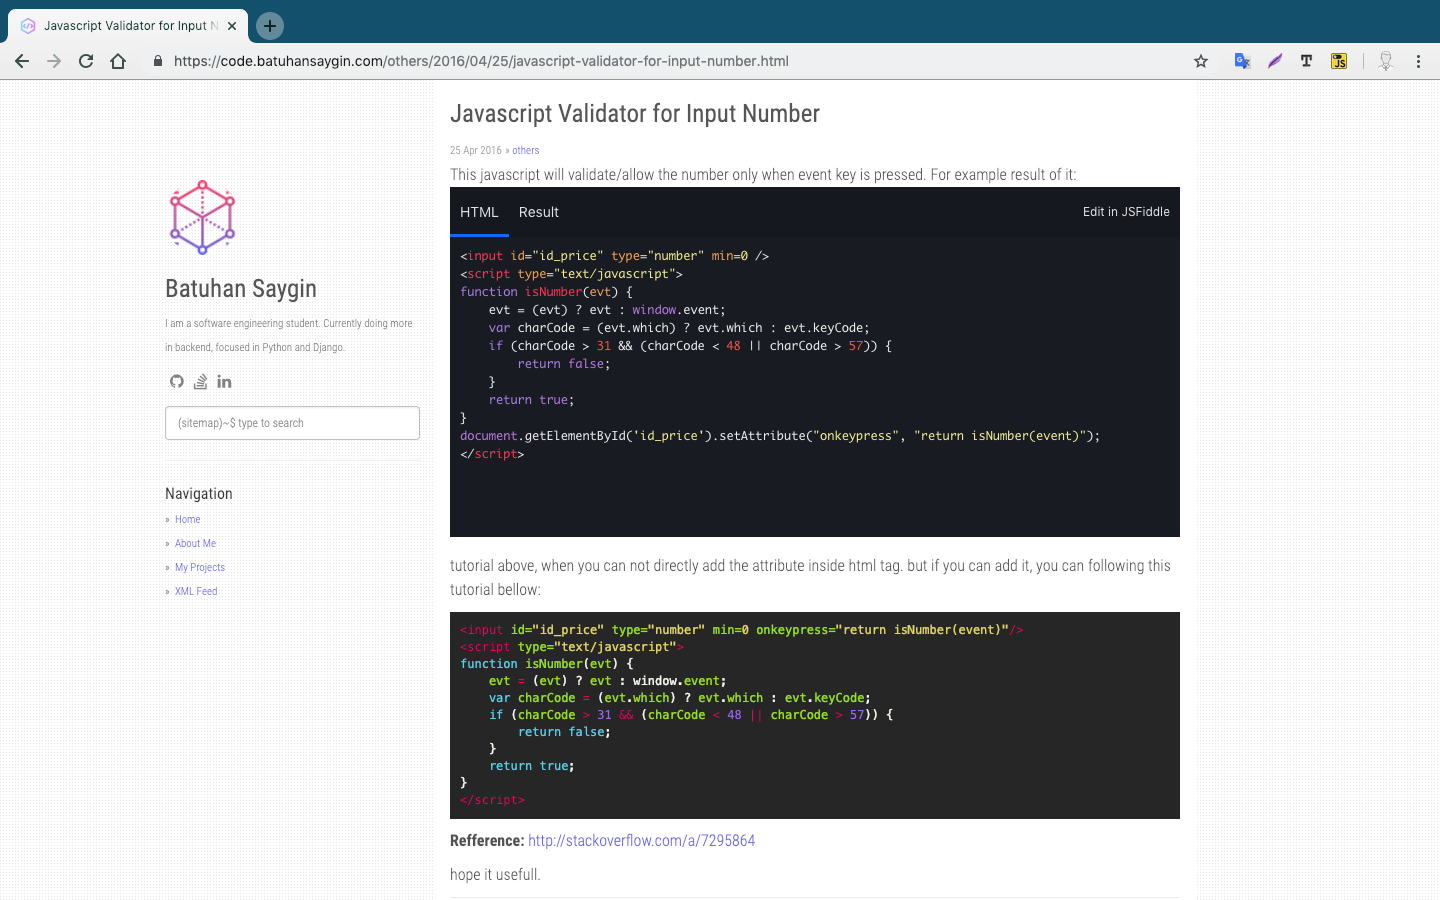 Javascript Validator for Input N
https://code.batuhansaygin.com/others/2016/04/25/javascript-validator-for-input-number.html
Batuhan Saygin
I am a software engineering student. Currently doing more
in backend, focused in Python and Django.
(sitemap)~$ type to search
Navigation
» Home
» About Me
» My Projects
» XML Feed
Javascript Validator for Input Number
25 Apr 2016 » others
This javascript will validate/allow the number only when event key is pressed. For example result of it:
HTML Result Edit in JSFiddle
<input id="id_price" type="number" min=0 />
<script type="text/javascript">
function isNumber(evt) {
    evt = (evt) ? evt : window.event;
    var charCode = (evt.which) ? evt.which : evt.keyCode;
    if (charCode > 31 && (charCode < 48 || charCode > 57)) {
        return false;
    }
    return true;
}
document.getElementById('id_price').setAttribute("onkeypress", "return isNumber(event)");
</script>
tutorial above, when you can not directly add the attribute inside html tag. but if you can add it, you can following this
tutorial bellow:
<input id="id_price" type="number" min=0 onkeypress="return isNumber(event)"/>
<script type="text/javascript">
function isNumber(evt) {
    evt = (evt) ? evt : window.event;
    var charCode = (evt.which) ? evt.which : evt.keyCode;
    if (charCode > 31 && (charCode < 48 || charCode > 57)) {
        return false;
    }
    return true;
}
</script>
Refference: http://stackoverflow.com/a/7295864
hope it usefull.